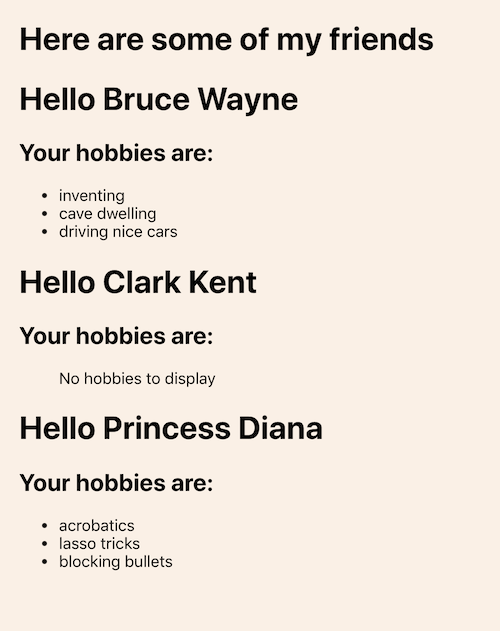 Here are some of my friends
Hello Bruce Wayne
Your hobbies are:
• inventing
• cave dwelling
• driving nice cars
Hello Clark Kent
Your hobbies are:
No hobbies to display
Hello Princess Diana
Your hobbies are:
• acrobatics
• lasso tricks
• blocking bullets